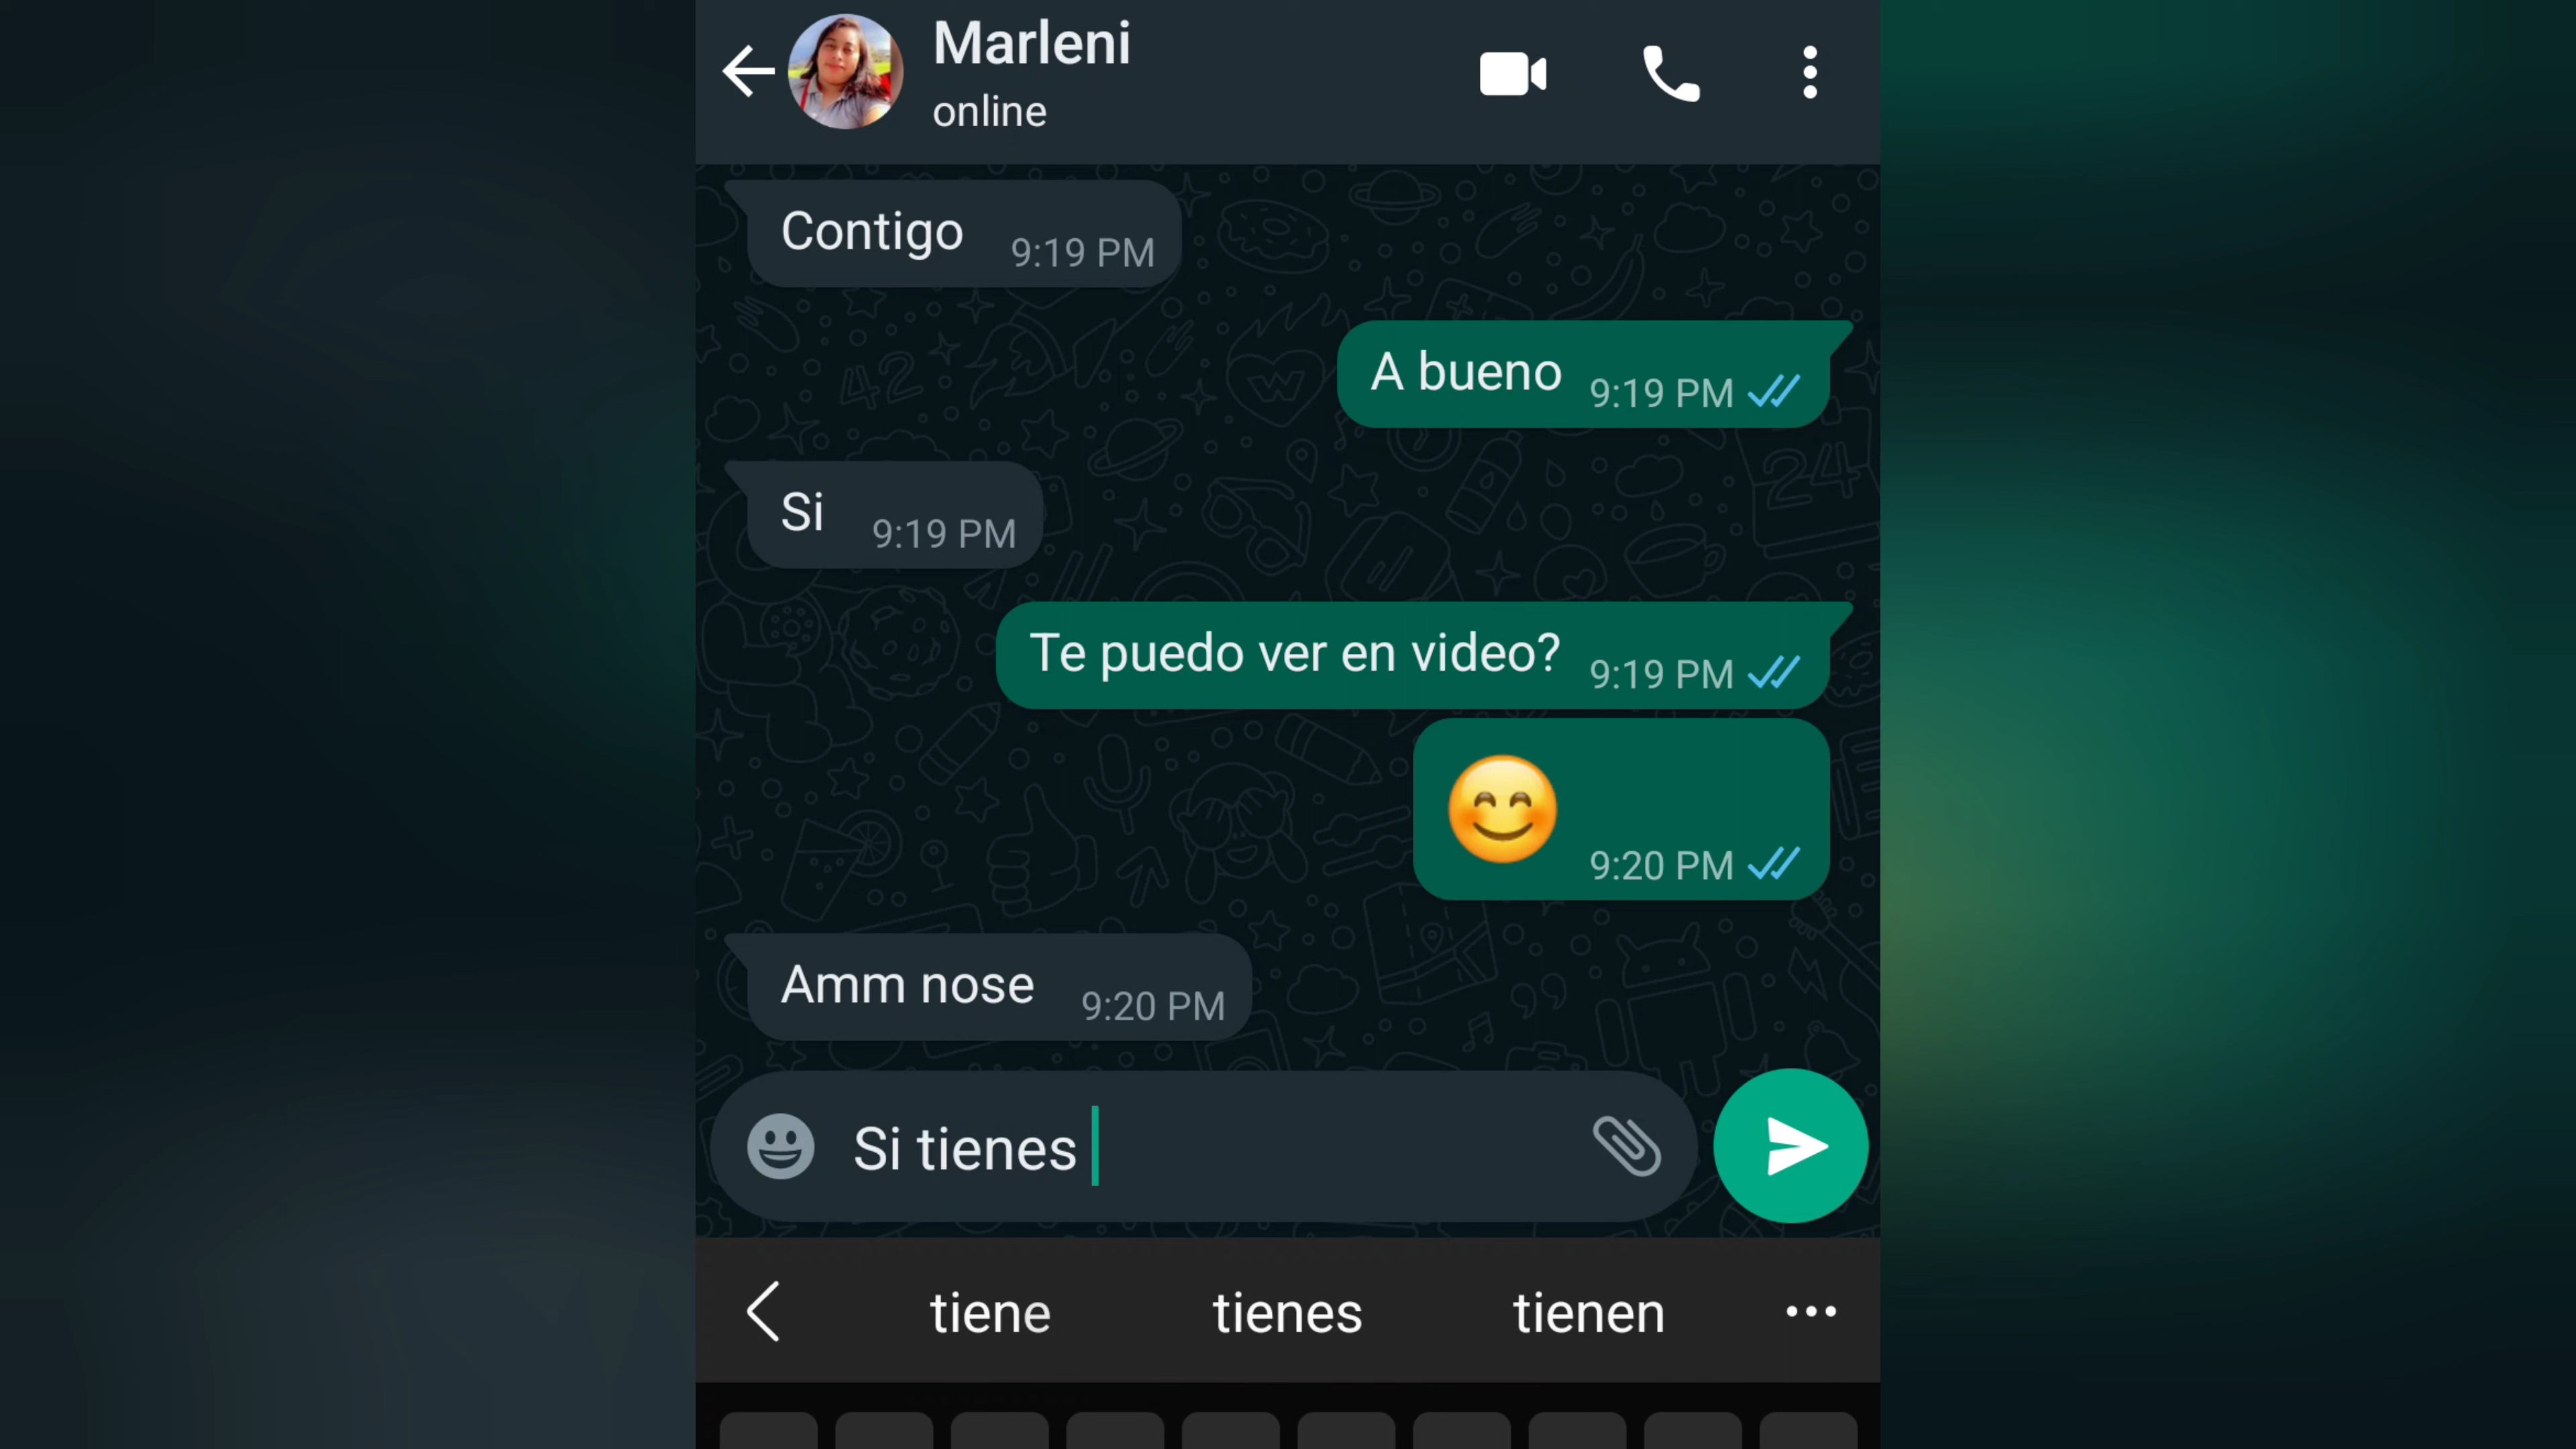 Marleni
online
Contigo 9:19 PM
A bueno 9:19 PM
Si 9:19 PM
Te puedo ver en video? 9:19 PM
😊 9:20 PM
Amm nose 9:20 PM
Si tienes
tiene tienes tienen